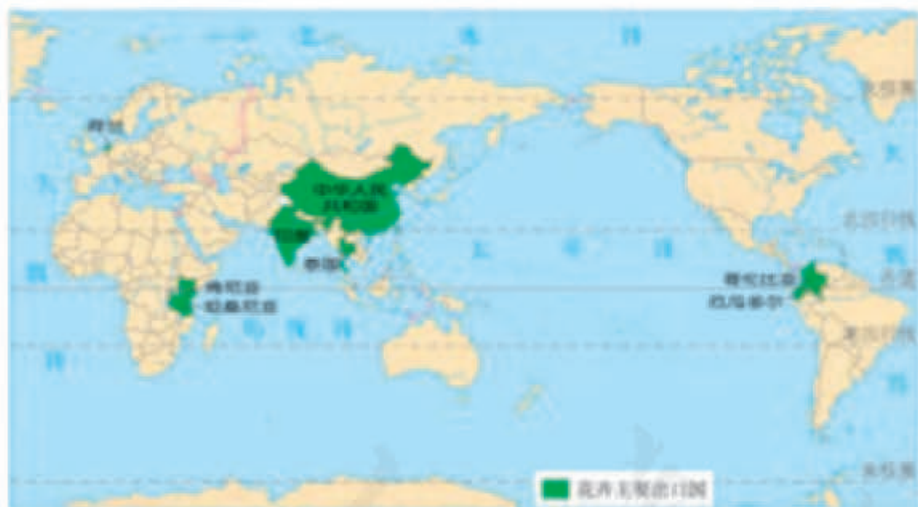 北 冰 洋
北极圈
荷兰
大
中华人民
共和国
大
北回归线
印度
太 平 洋
西
泰国
西
肯尼亚
坦桑尼亚
哥伦比亚
厄瓜多尔
赤道
印 度 洋
南回归线
洋
洋
南极圈
花卉主要出口国